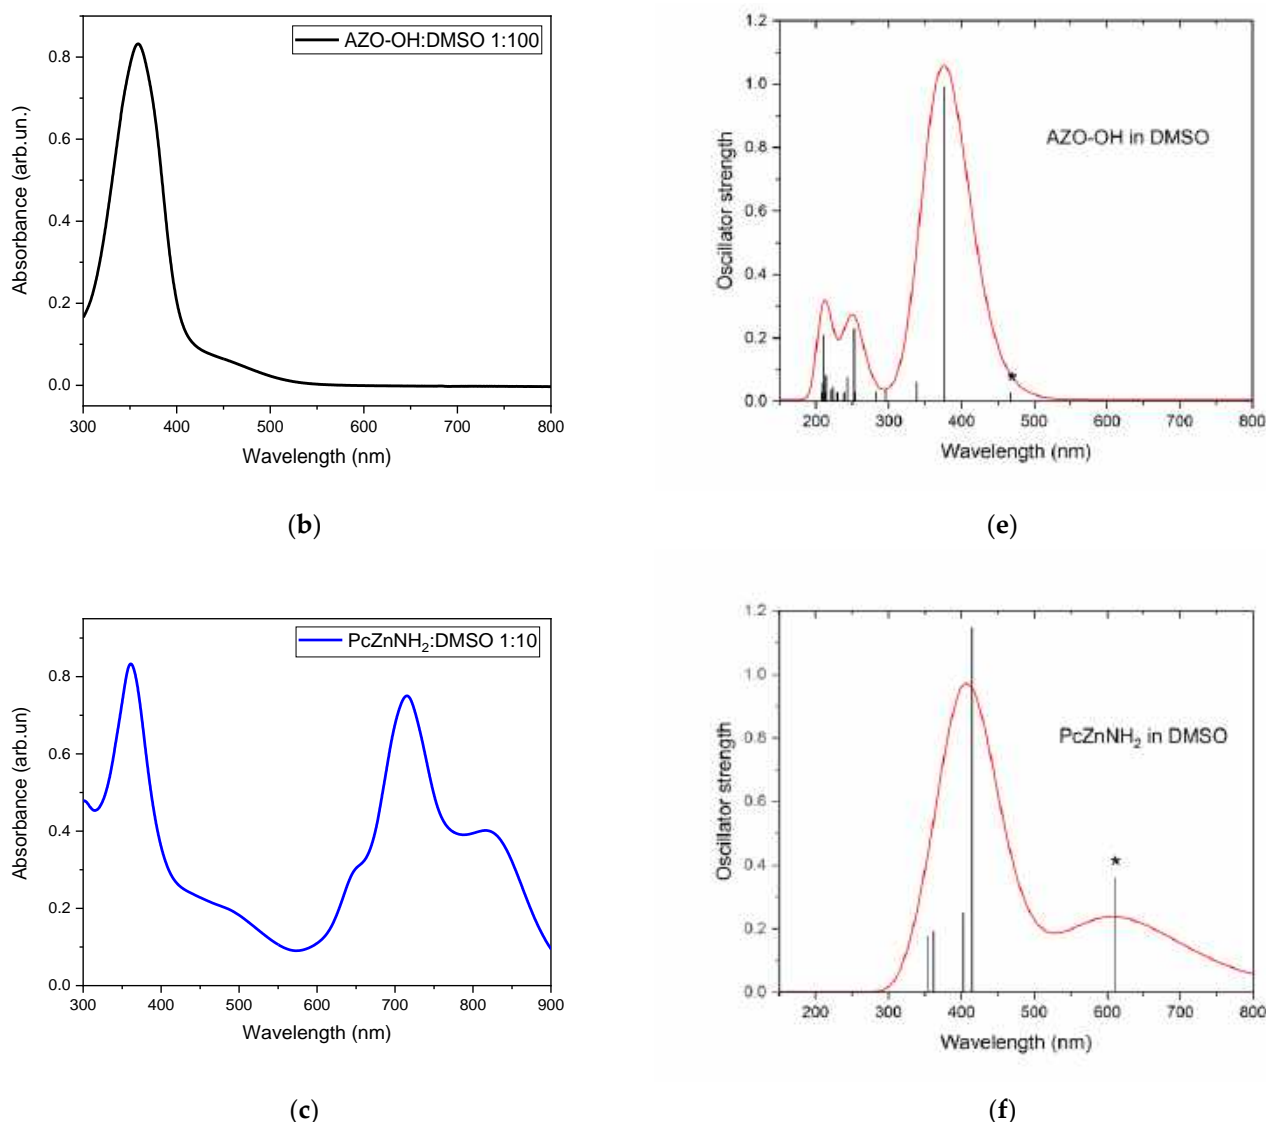 AZO-OH:DMSO 1:100
Absorbance (arb.un.)
0.8
0.6
0.4
0.2
0.0
300 400 500 600 700 800
Wavelength (nm)
(b)
1.2
1.0
0.8
0.6
0.4
0.2
0.0
Oscillator strength
AZO-OH in DMSO
*
200 300 400 500 600 700 800
Wavelength (nm)
(e)
PcZnNH₂:DMSO 1:10
Absorbance (arb.un)
0.8
0.6
0.4
0.2
0.0
300 400 500 600 700 800 900
Wavelength (nm)
(c)
1.2
1.0
0.8
0.6
0.4
0.2
0.0
Oscillator strength
PcZnNH₂ in DMSO
*
200 300 400 500 600 700 800
Wavelength (nm)
(f)